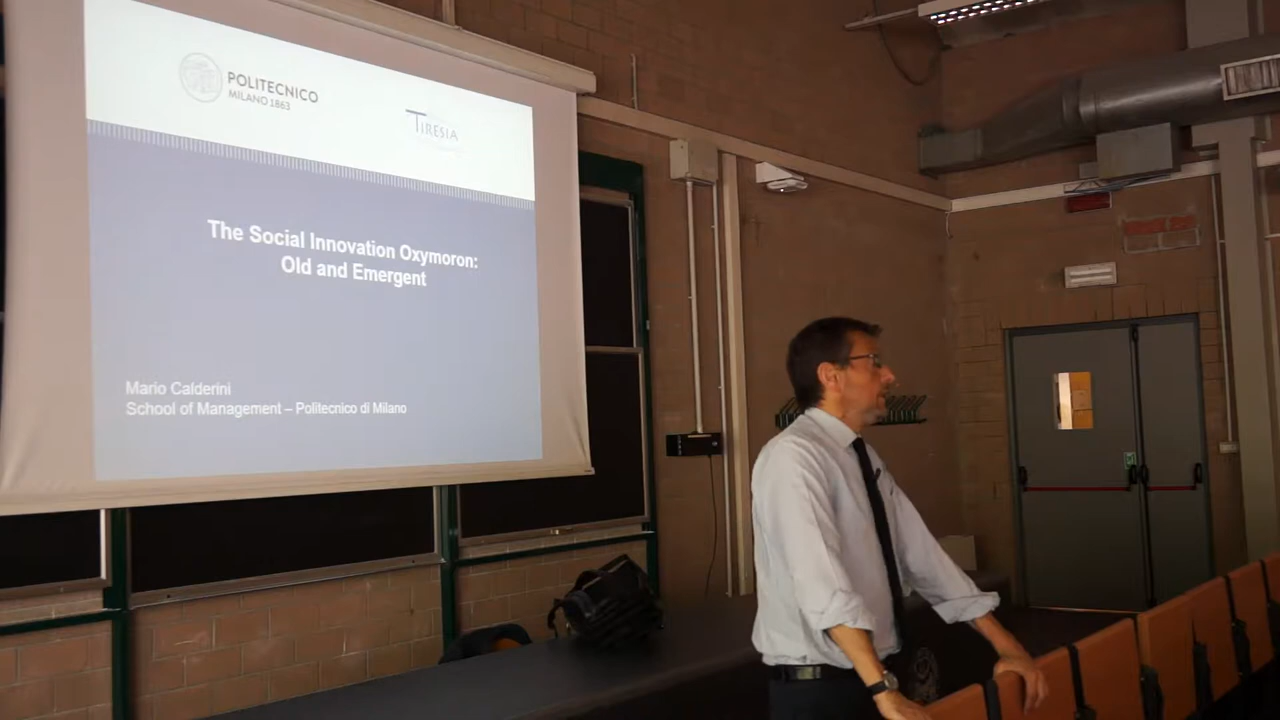 POLITECNICO
MILANO 1863
TIRESIA
The Social Innovation Oxymoron:
Old and Emergent
Mario Calderini
School of Management – Politecnico di Milano